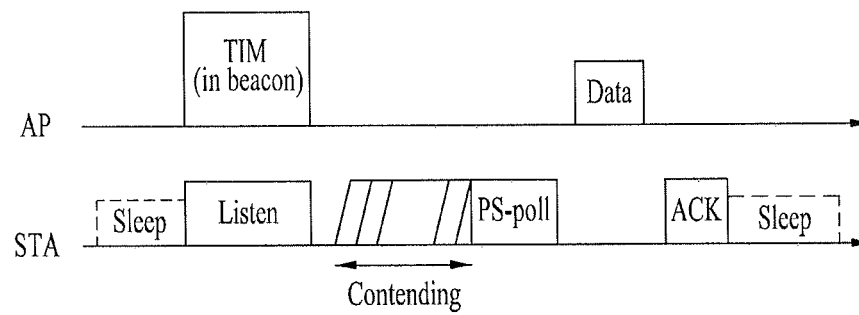 TIM
(in beacon)
Data
AP
Sleep
Listen
PS-poll
ACK
Sleep
STA
Contending